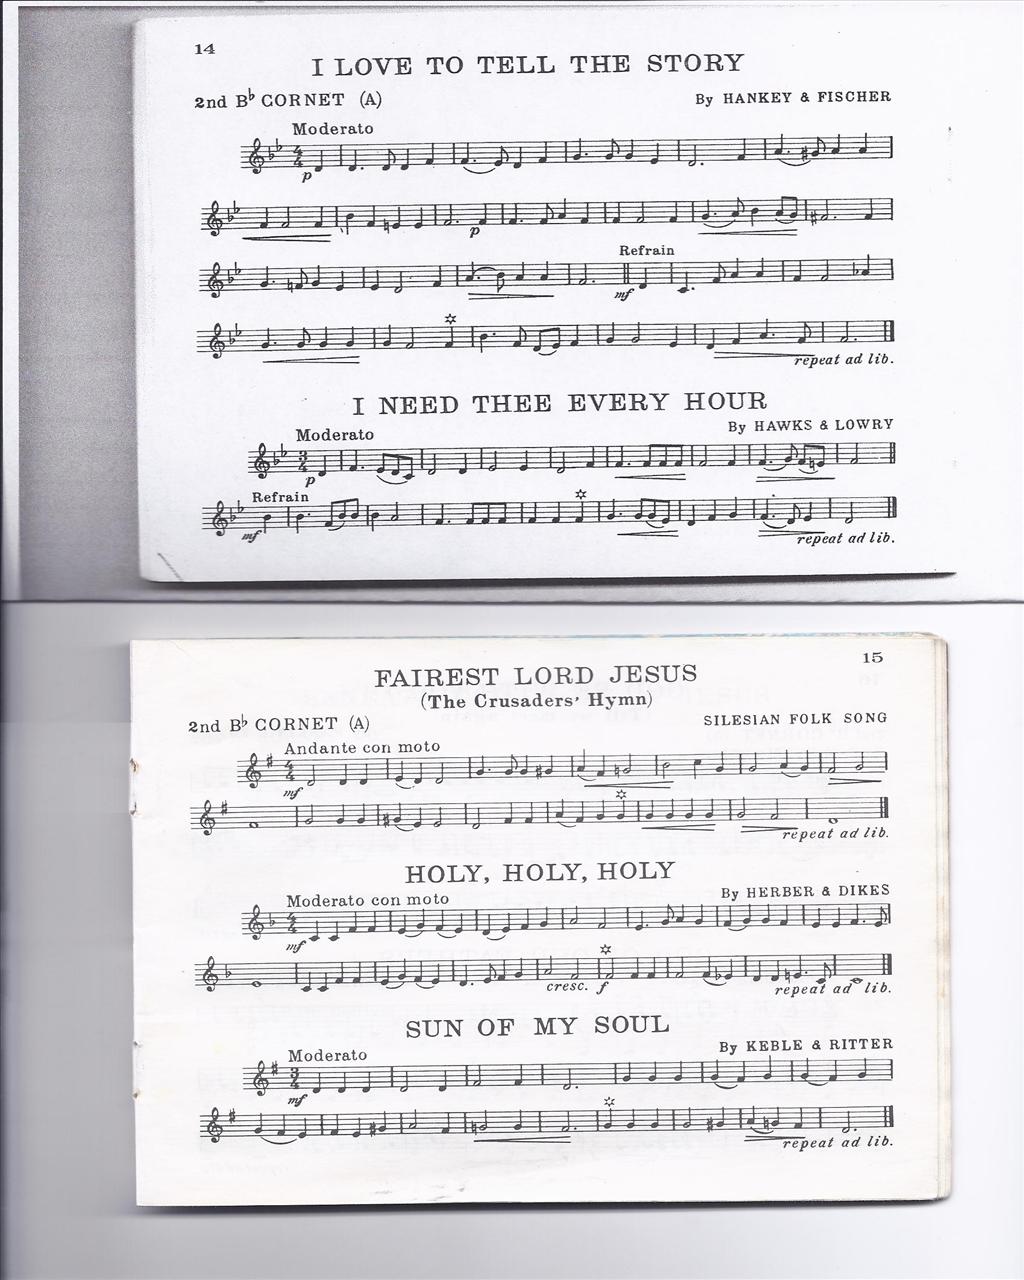 14
I LOVE TO TELL THE STORY
2nd B♭ CORNET (A)
By HANKEY & FISCHER
Moderato
p
p
Refrain
mf
repeat ad lib.
I NEED THEE EVERY HOUR
By HAWKS & LOWRY
Moderato
p
Refrain
mf
repeat ad lib.
15
FAIREST LORD JESUS
(The Crusaders' Hymn)
2nd B♭ CORNET (A)
SILESIAN FOLK SONG
Andante con moto
mf
repeat ad lib.
HOLY, HOLY, HOLY
By HERBER & DIKES
Moderato con moto
mf
cresc. f
repeat ad lib.
SUN OF MY SOUL
By KEBLE & RITTER
Moderato
mf
repeat ad lib.